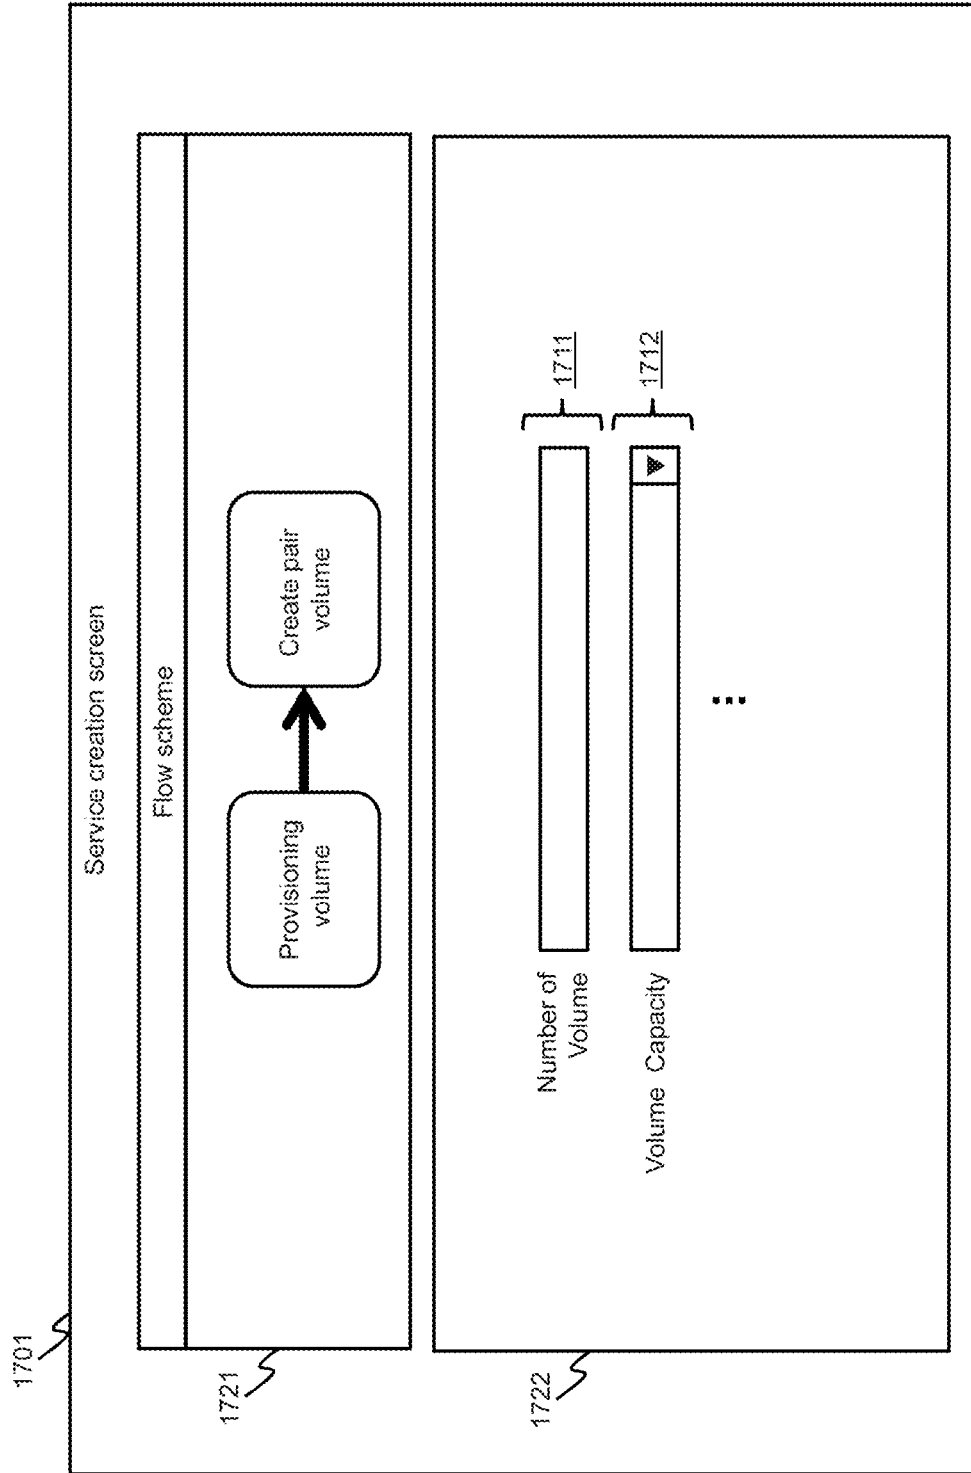 1701
Service creation screen
1721
Flow scheme
Provisioning
volume
Create pair
volume
1722
Number of
Volume
1711
Volume Capacity
1712
...